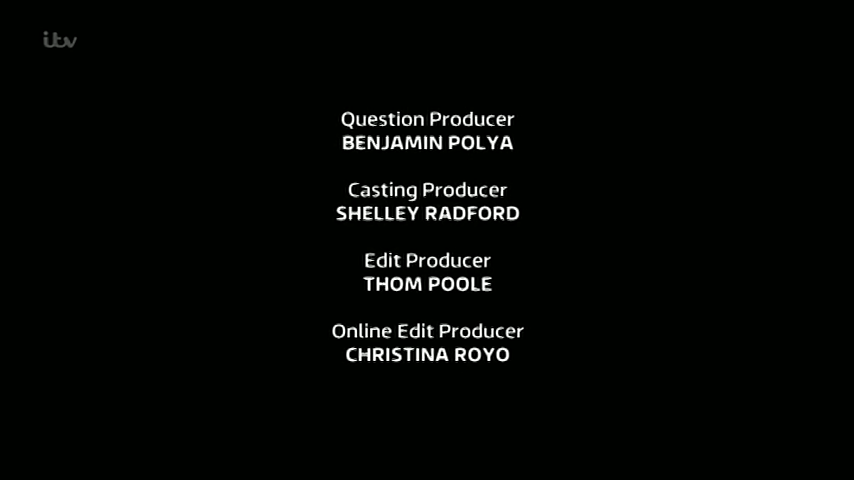 itv
Question Producer
BENJAMIN POLYA
Casting Producer
SHELLEY RADFORD
Edit Producer
THOM POOLE
Online Edit Producer
CHRISTINA ROYO